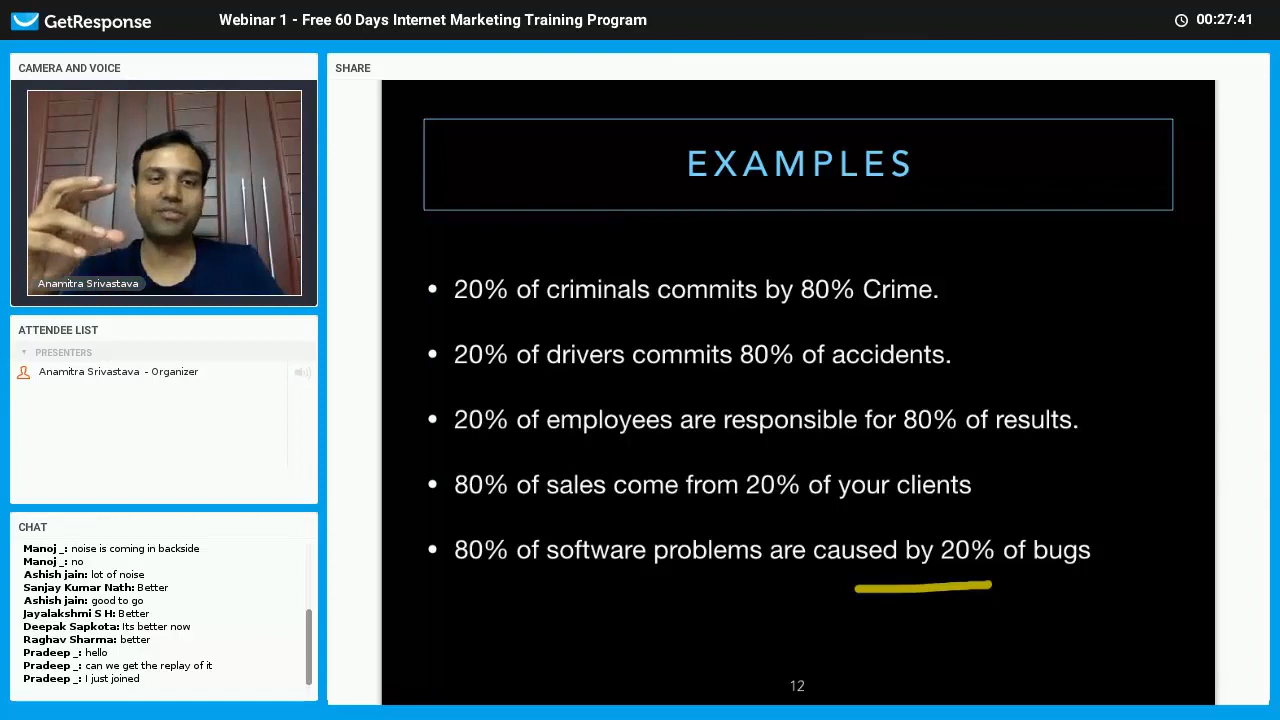 GetResponse
Webinar 1 - Free 60 Days Internet Marketing Training Program
00:27:41
CAMERA AND VOICE
Anamitra Srivastava
ATTENDEE LIST
PRESENTERS
Anamitra Srivastava - Organizer
CHAT
Manoj _: noise is coming in backside
Manoj _: no
Ashish jain: lot of noise
Sanjay Kumar Nath: Better
Ashish jain: good to go
Jayalakshmi S H: Better
Deepak Sapkota: Its better now
Raghav Sharma: better
Pradeep _: hello
Pradeep _: can we get the replay of it
Pradeep _: I just joined
SHARE
EXAMPLES
• 20% of criminals commits by 80% Crime.
• 20% of drivers commits 80% of accidents.
• 20% of employees are responsible for 80% of results.
• 80% of sales come from 20% of your clients
• 80% of software problems are caused by 20% of bugs
12